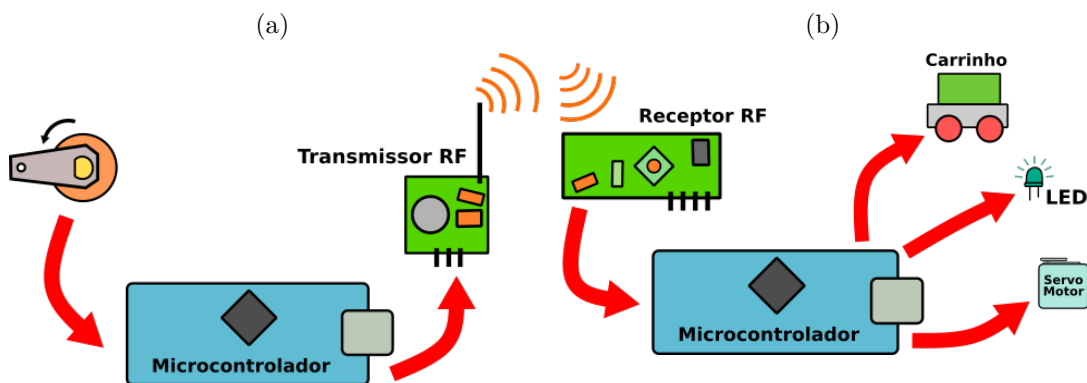 (a)
(b)
Carrinho
Receptor RF
Transmissor RF
LED
Servo
Motor
Microcontrolador
Microcontrolador